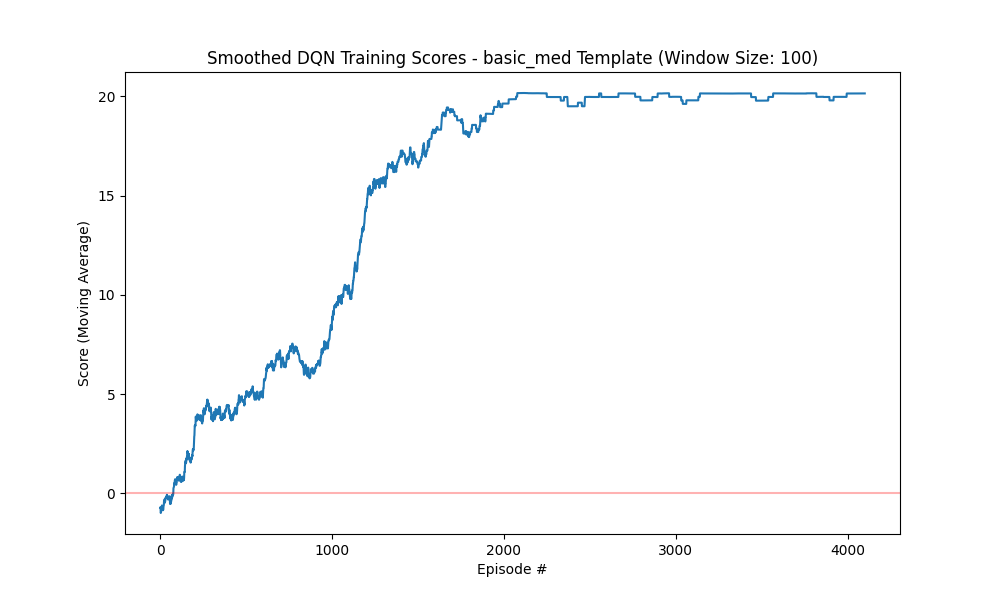 Smoothed DQN Training Scores - basic_med Template (Window Size: 100)
20
15
10
5
0
Score (Moving Average)
0 1000 2000 3000 4000
Episode #